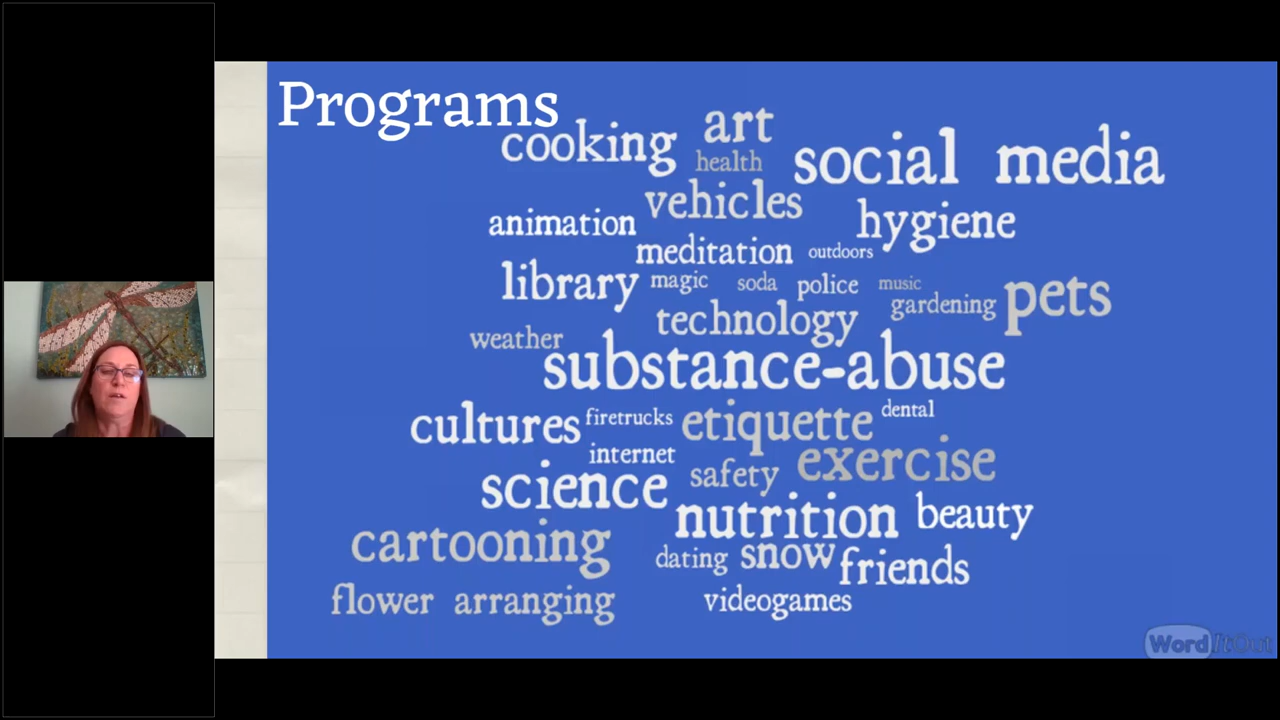 Programs
cooking art
health social media
vehicles
animation hygiene
meditation outdoors
library magic soda police music
gardening pets
technology
weather
substance-abuse
cultures firetrucks etiquette dental
internet
science safety exercise
nutrition beauty
cartooning
dating snow friends
flower arranging videogames
WordItOut